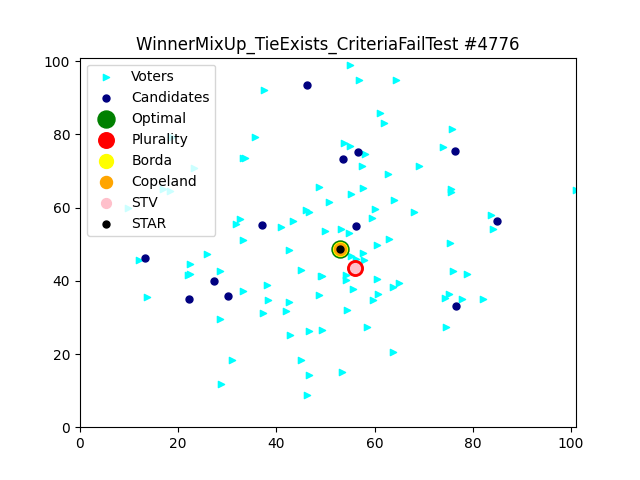 WinnerMixUp_TieExists_CriteriaFailTest #4776
100
80
60
40
20
0
0 20 40 60 80 100
Voters
Candidates
Optimal
Plurality
Borda
Copeland
STV
STAR